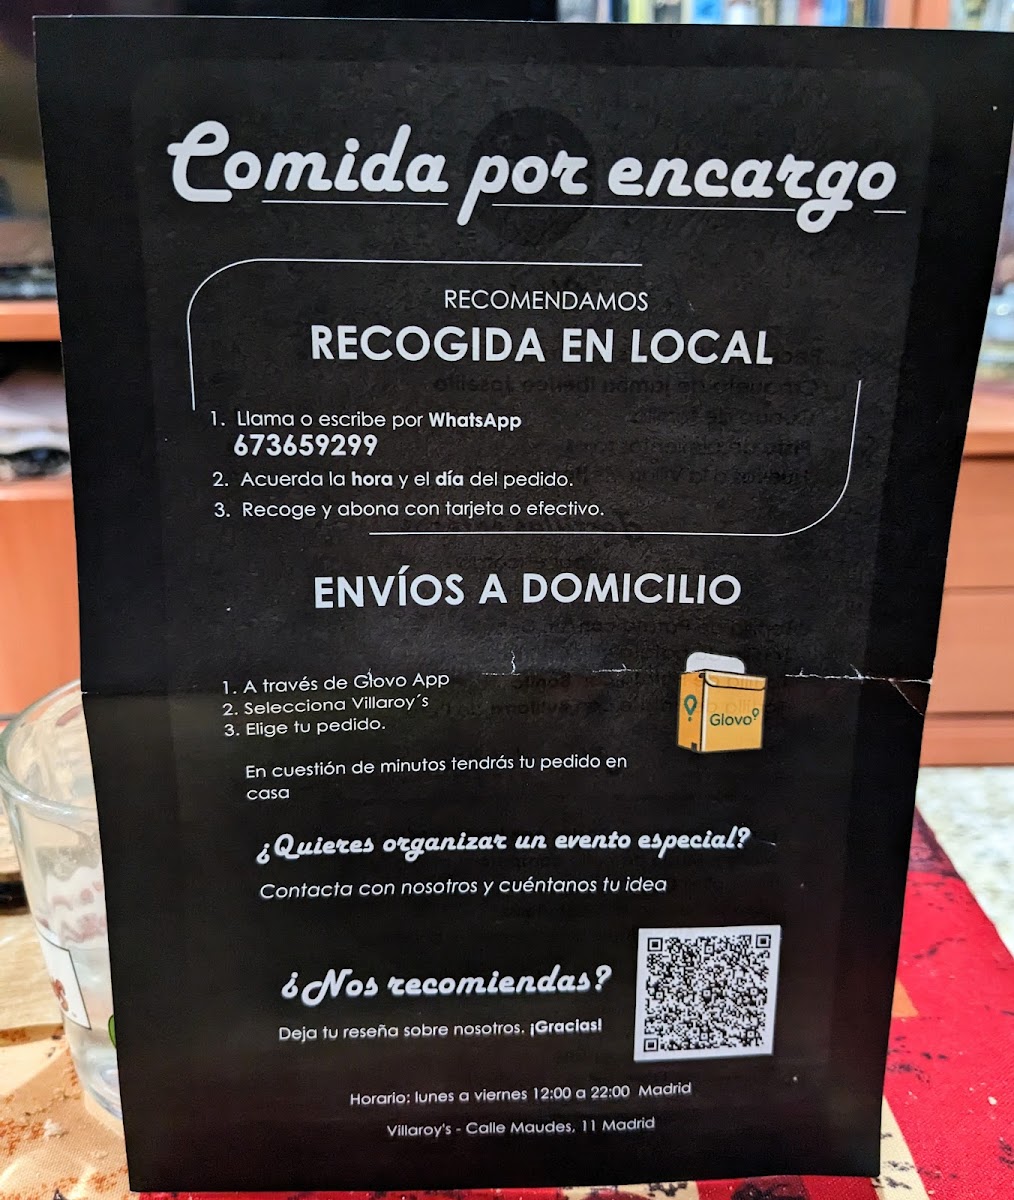 Comida por encargo
RECOMENDAMOS
RECOGIDA EN LOCAL
1. Llama o escribe por WhatsApp
673659299
2. Acuerda la hora y el día del pedido.
3. Recoge y abona con tarjeta o efectivo.
ENVÍOS A DOMICILIO
1. A través de Glovo App
2. Selecciona Villaroy´s
3. Elige tu pedido.
Glovo
En cuestión de minutos tendrás tu pedido en
casa
¿Quieres organizar un evento especial?
Contacta con nosotros y cuéntanos tu idea
¿Nos recomiendas?
Deja tu reseña sobre nosotros. ¡Gracias!
Horario: lunes a viernes 12:00 a 22:00 Madrid
Villaroy's - Calle Maudes, 11 Madrid